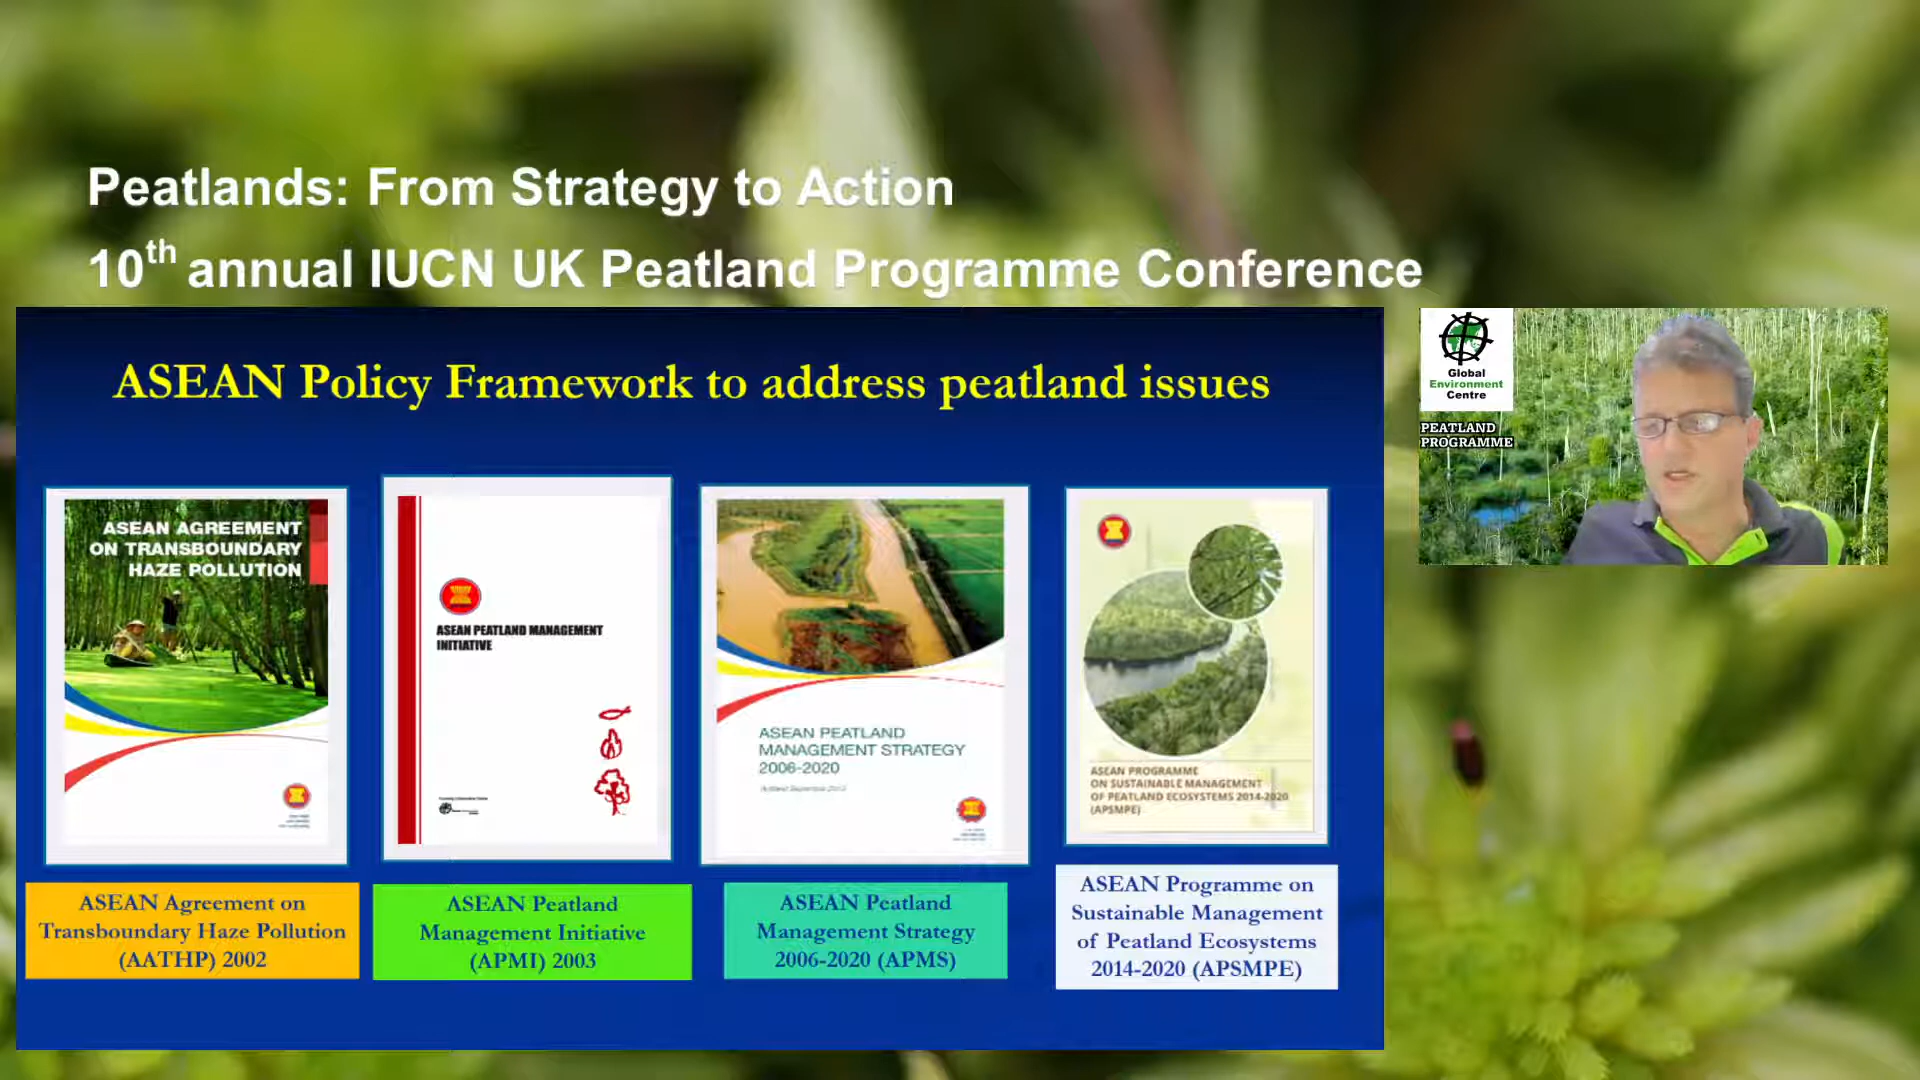 Peatlands: From Strategy to Action
10th annual IUCN UK Peatland Programme Conference
ASEAN Policy Framework to address peatland issues
ASEAN AGREEMENT
ON TRANSBOUNDARY
HAZE POLLUTION
ASEAN PEATLAND MANAGEMENT
INITIATIVE
ASEAN PEATLAND
MANAGEMENT STRATEGY
2006-2020
ASEAN PROGRAMME
ON SUSTAINABLE MANAGEMENT
OF PEATLAND ECOSYSTEMS 2014-2020
(APSMPE)
ASEAN Agreement on
Transboundary Haze Pollution
(AATHP) 2002
ASEAN Peatland
Management Initiative
(APMI) 2003
ASEAN Peatland
Management Strategy
2006-2020 (APMS)
ASEAN Programme on
Sustainable Management
of Peatland Ecosystems
2014-2020 (APSMPE)
Global
Environment
Centre
PEATLAND
PROGRAMME